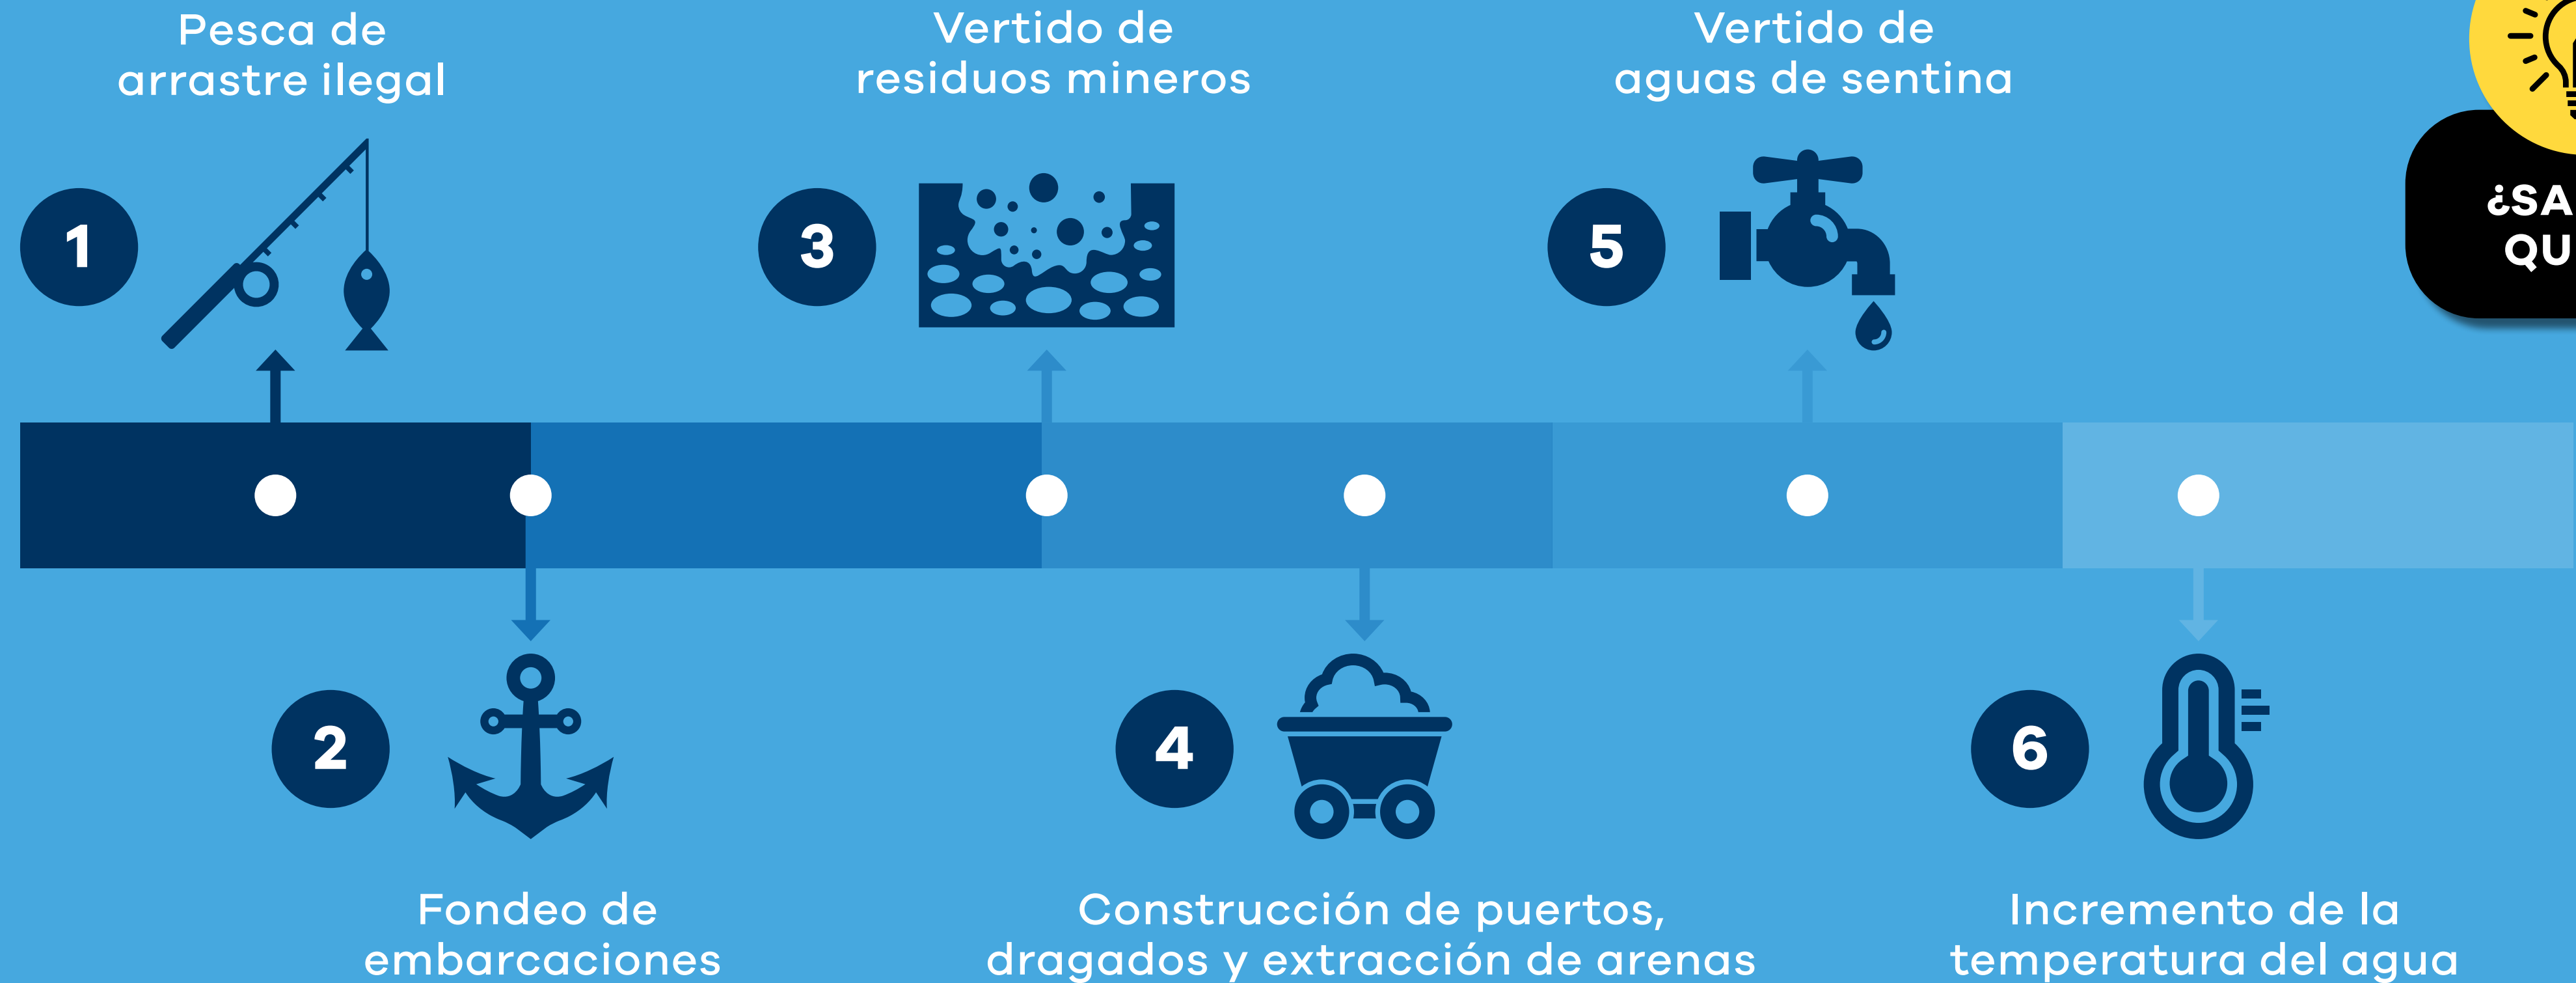 Pesca de
arrastre ilegal
1
Fondeo de
embarcaciones
2
Vertido de
residuos mineros
3
Construcción de puertos,
dragados y extracción de arenas
4
Vertido de
aguas de sentina
5
Incremento de la
temperatura del agua
6